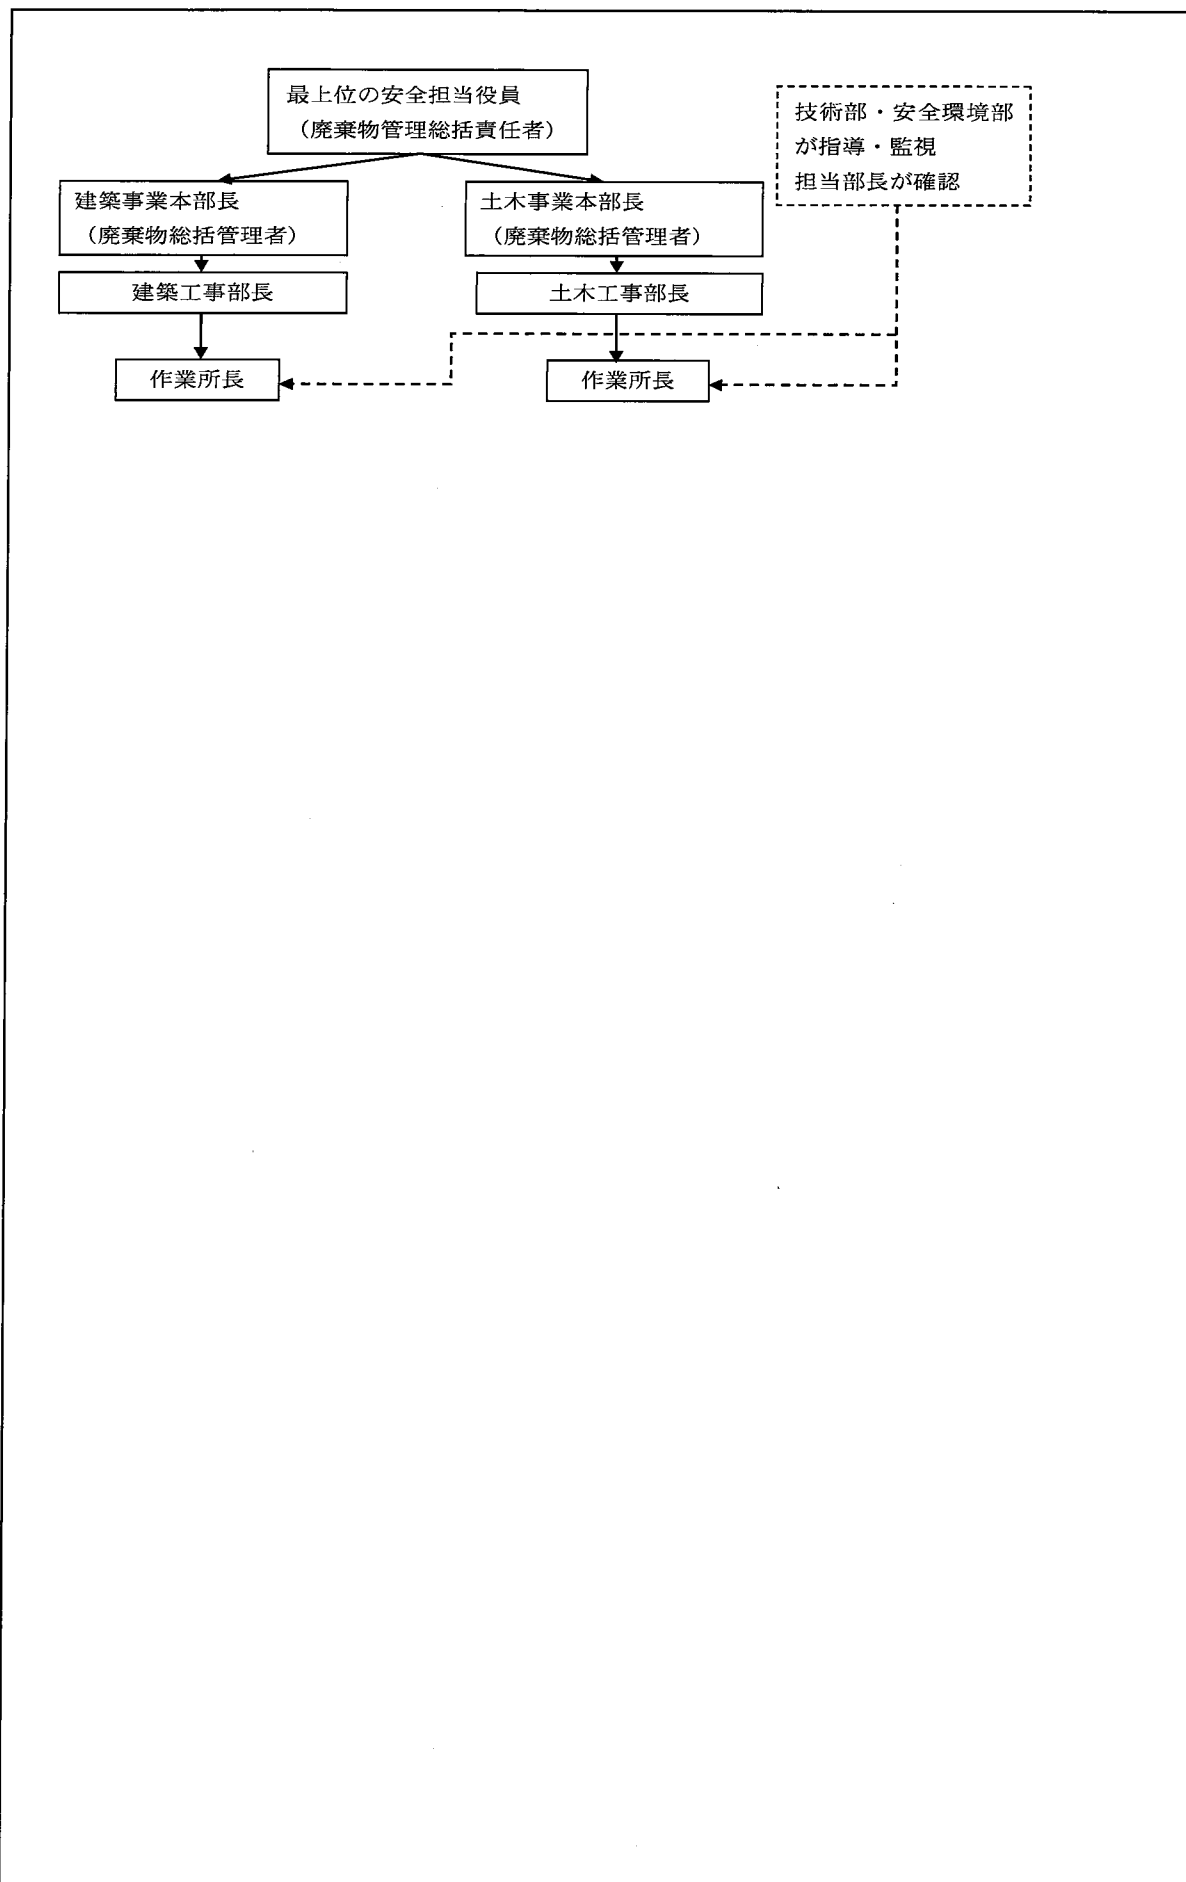 最上位の安全担当役員
（廃棄物管理総括責任者）
技術部・安全環境部
が指導・監視
担当部長が確認
建築事業本部長
（廃棄物総括管理者）
土木事業本部長
（廃棄物総括管理者）
建築工事部長
土木工事部長
作業所長
作業所長